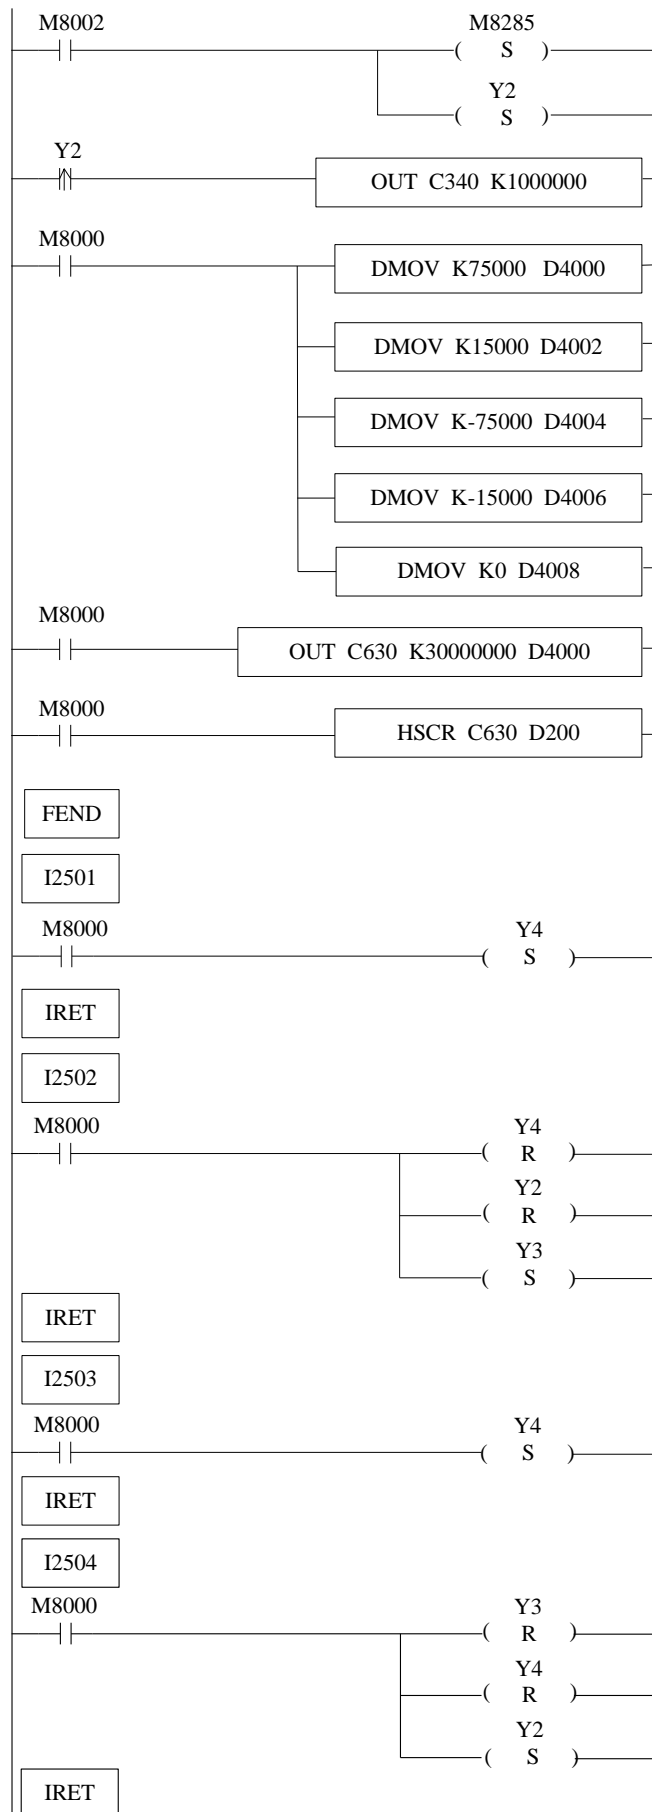 M8002
M8285
( S )
Y2
( S )
Y2
OUT C340 K1000000
M8000
DMOV K75000 D4000
DMOV K15000 D4002
DMOV K-75000 D4004
DMOV K-15000 D4006
DMOV K0 D4008
M8000
OUT C630 K30000000 D4000
M8000
HSCR C630 D200
FEND
I2501
M8000
Y4
( S )
IRET
I2502
M8000
Y4
( R )
Y2
( R )
Y3
( S )
IRET
I2503
M8000
Y4
( S )
IRET
I2504
M8000
Y3
( R )
Y4
( R )
Y2
( S )
IRET